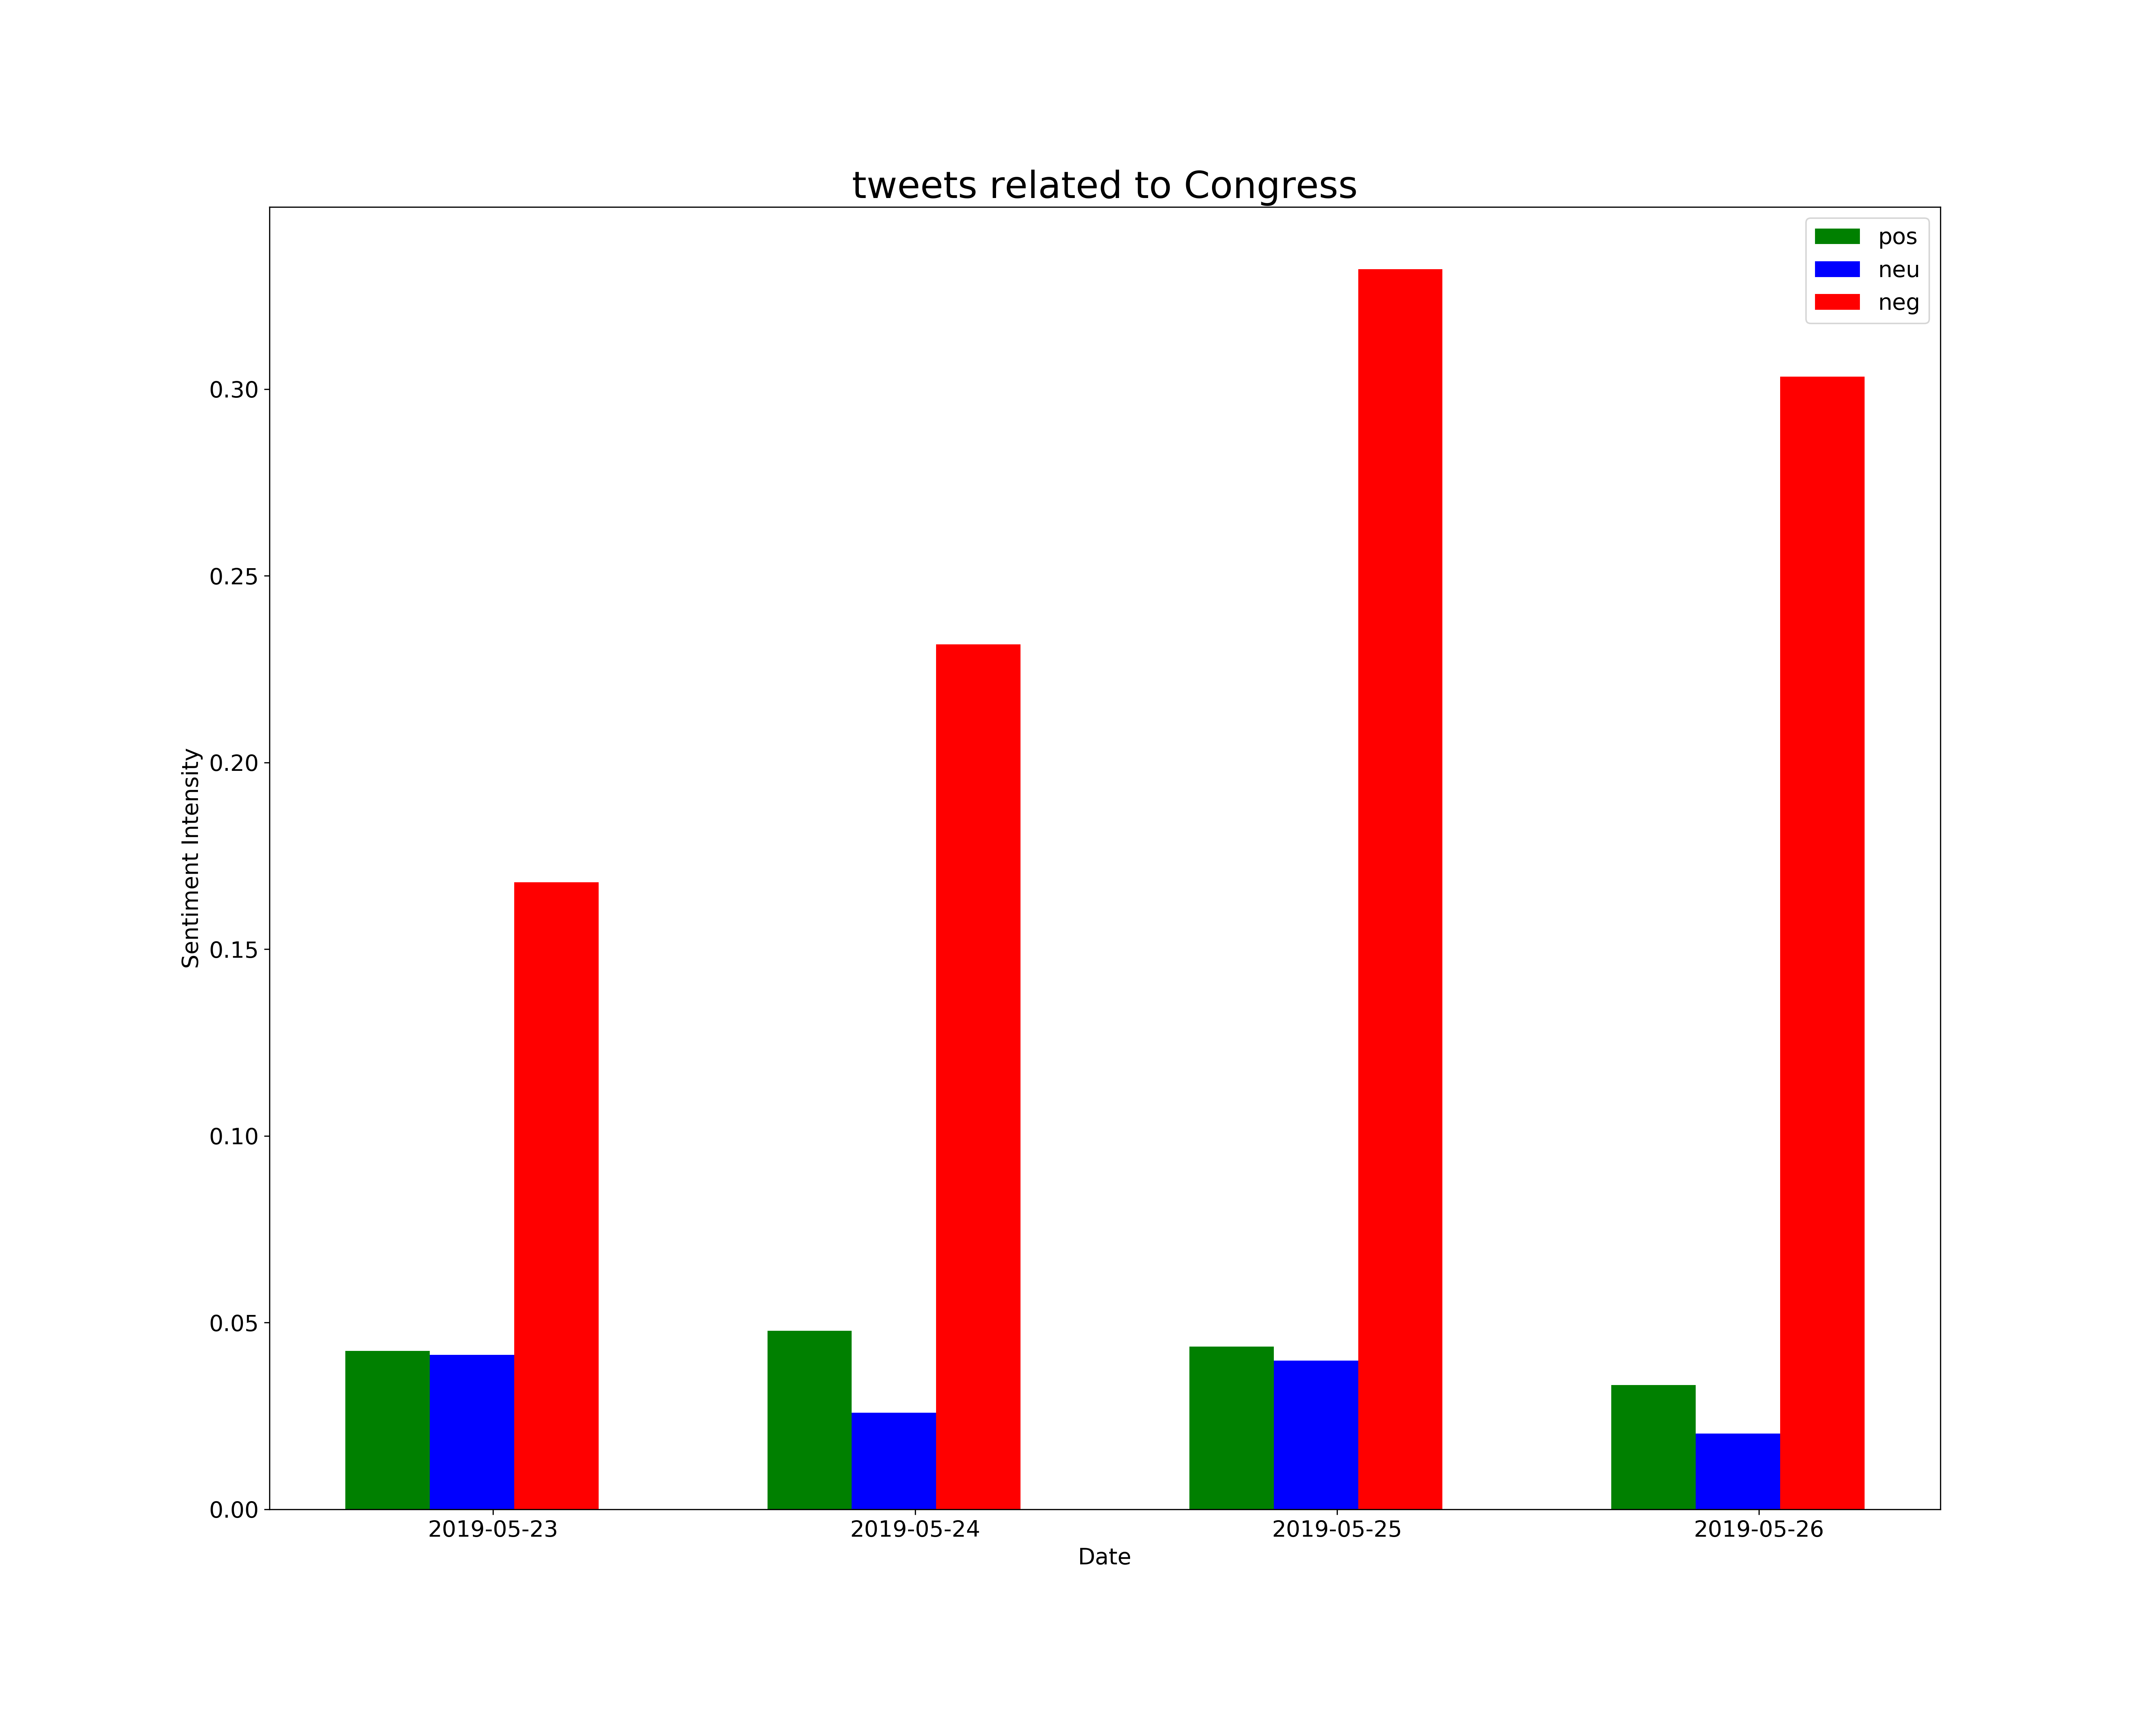 tweets related to Congress
pos
neu
neg
0.30
0.25
0.20
0.15
0.10
0.05
0.00
Sentiment Intensity
2019-05-23
2019-05-24
2019-05-25
2019-05-26
Date